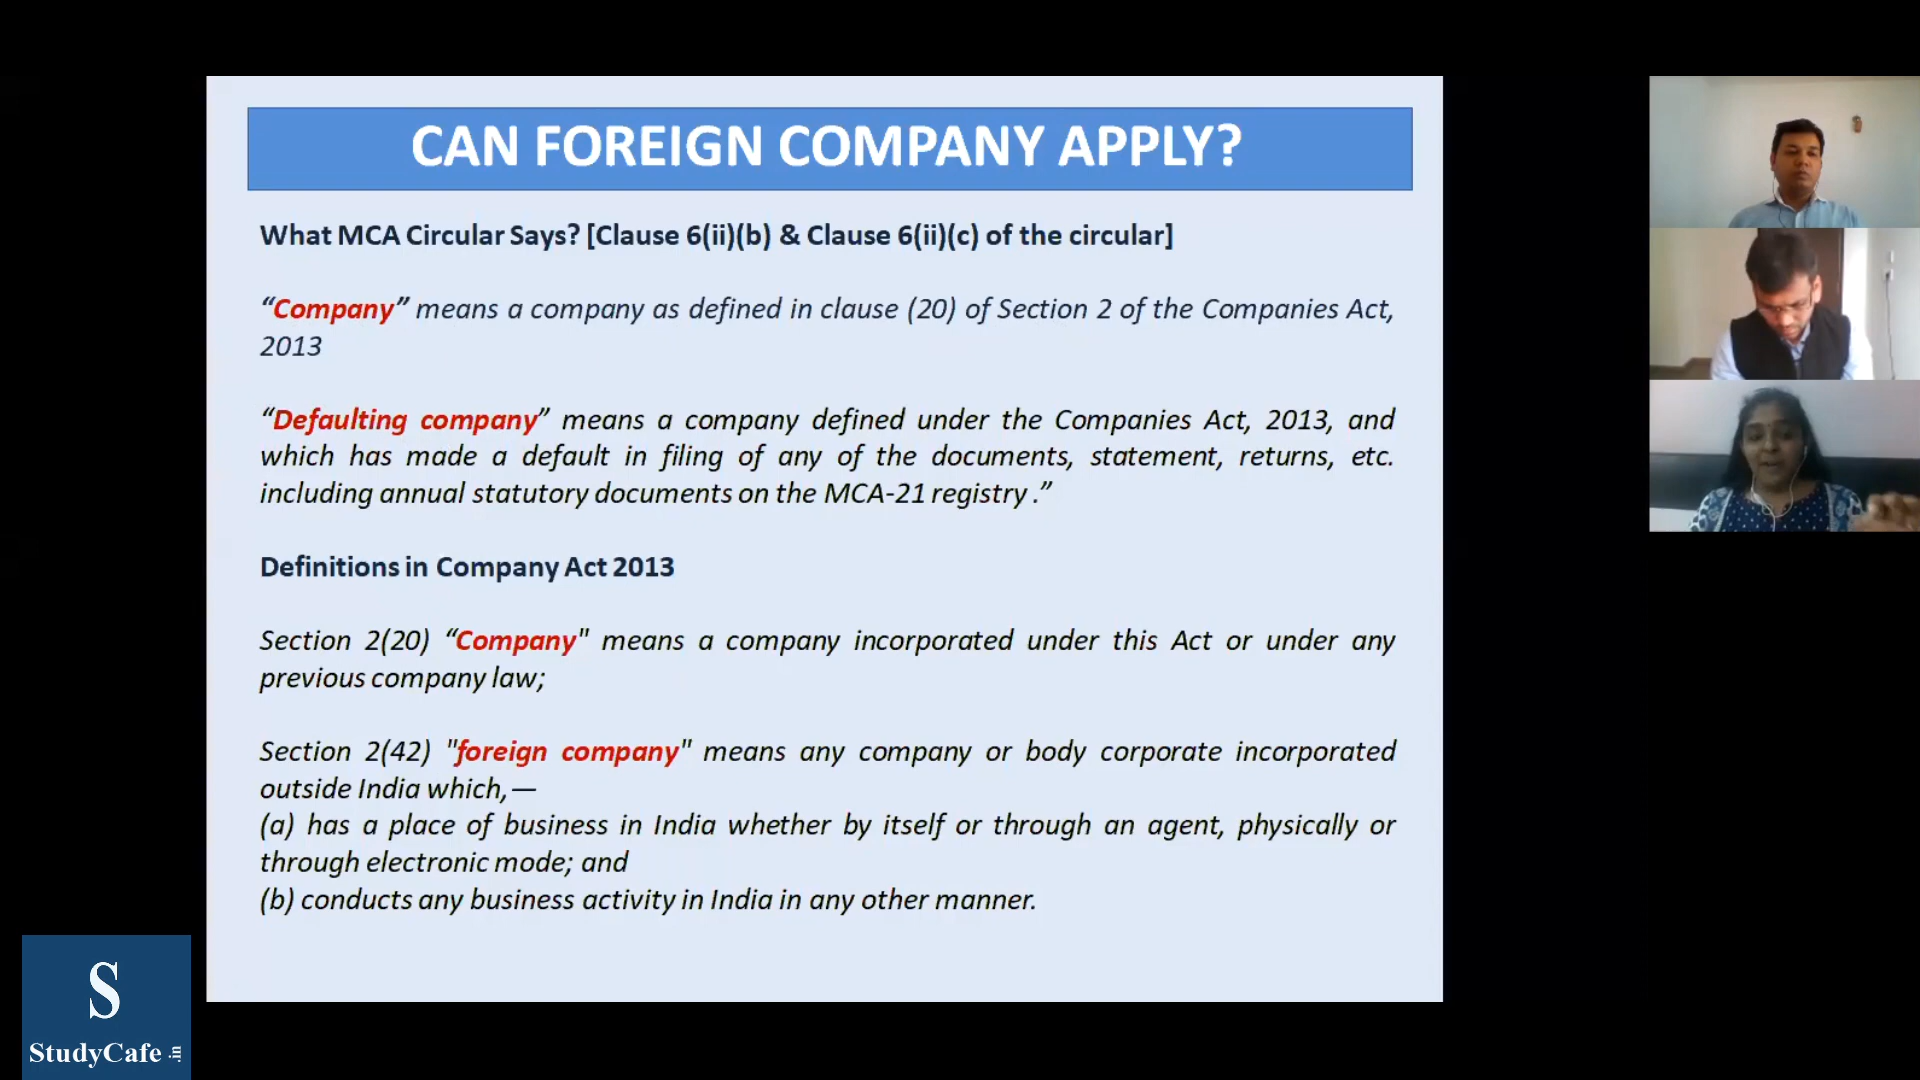 CAN FOREIGN COMPANY APPLY?
What MCA Circular Says? [Clause 6(ii)(b) & Clause 6(ii)(c) of the circular]
“Company” means a company as defined in clause (20) of Section 2 of the Companies Act,
2013
“Defaulting company” means a company defined under the Companies Act, 2013, and
which has made a default in filing of any of the documents, statement, returns, etc.
including annual statutory documents on the MCA-21 registry .”
Definitions in Company Act 2013
Section 2(20) “Company" means a company incorporated under this Act or under any
previous company law;
Section 2(42) "foreign company" means any company or body corporate incorporated
outside India which,—
(a) has a place of business in India whether by itself or through an agent, physically or
through electronic mode; and
(b) conducts any business activity in India in any other manner.
S
StudyCafe .in